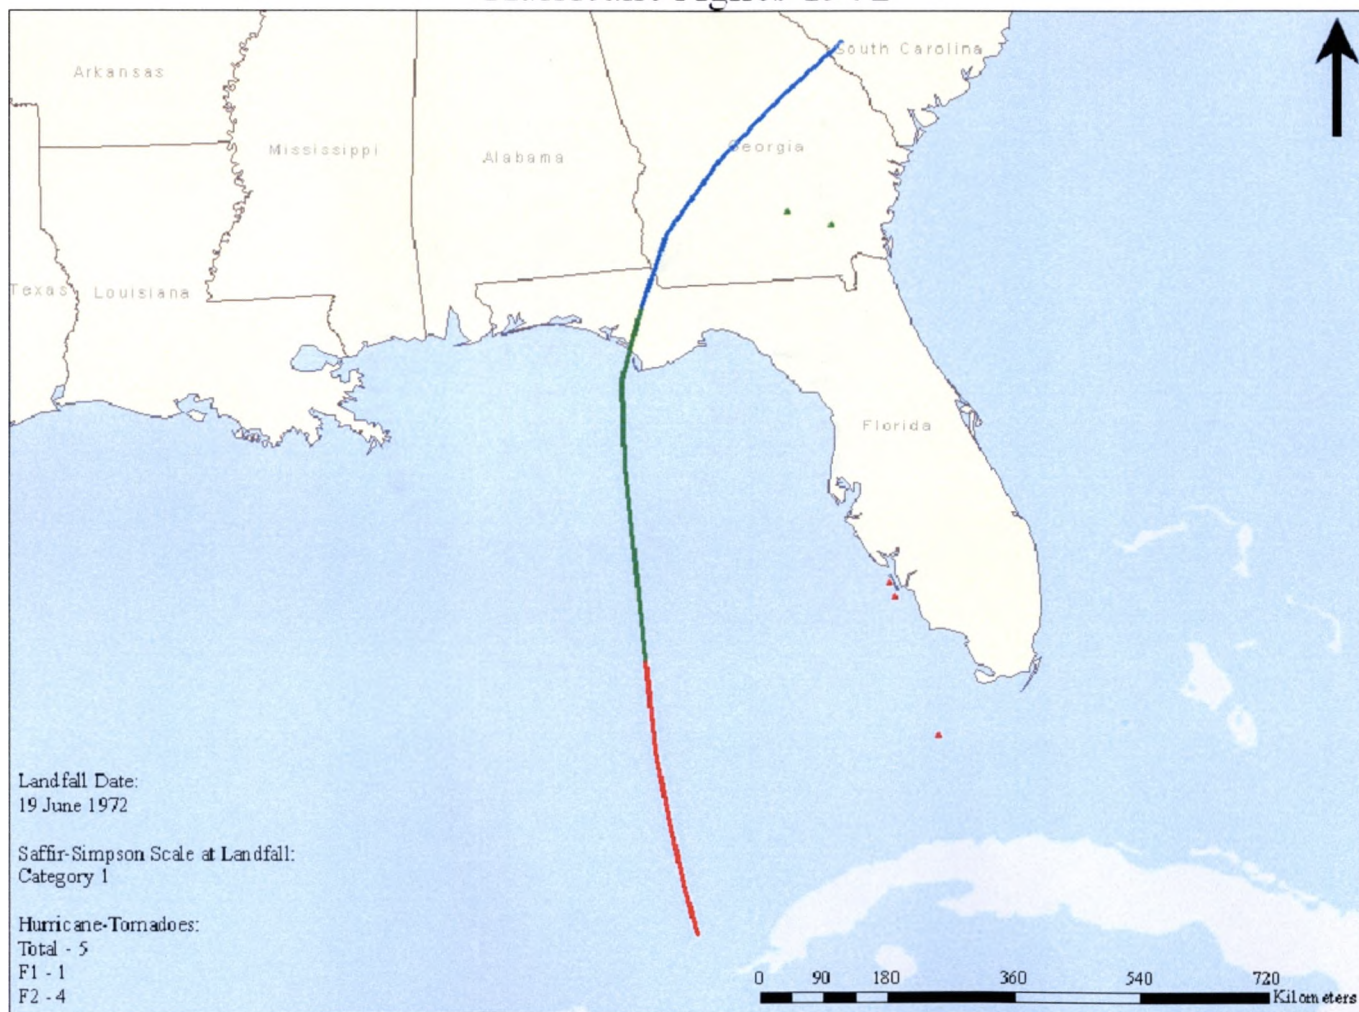 South Carolina
Arkansas
Mississippi
Alabama
Georgia
Texas
Louisiana
Florida
Landfall Date:
19 June 1972
Saffir-Simpson Scale at Landfall:
Category 1
Hurricane-Tornadoes:
Total - 5
F1 - 1
F2 - 4
0 90 180 360 540 720
Kilometers